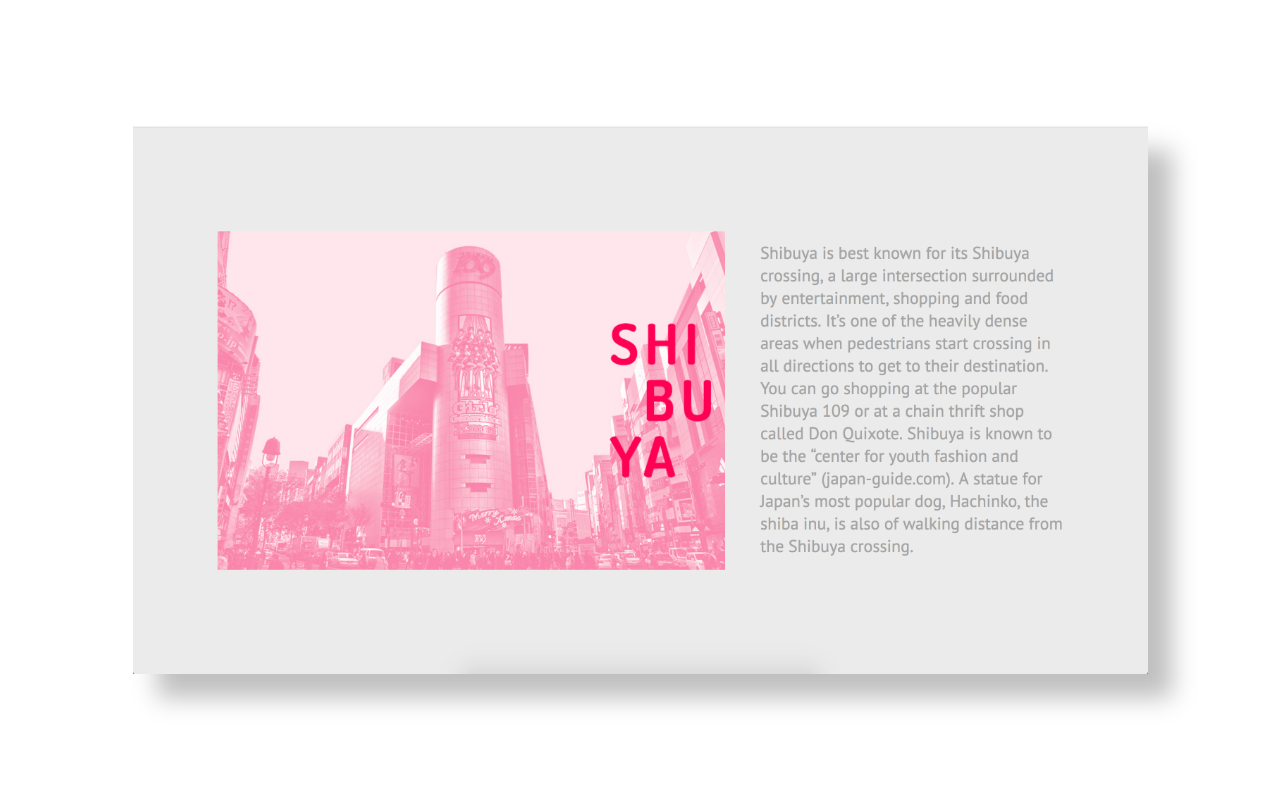 SHI
BU
YA
Shibuya is best known for its Shibuya
crossing, a large intersection surrounded
by entertainment, shopping and food
districts. It’s one of the heavily dense
areas when pedestrians start crossing in
all directions to get to their destination.
You can go shopping at the popular
Shibuya 109 or at a chain thrift shop
called Don Quixote. Shibuya is known to
be the “center for youth fashion and
culture” (japan-guide.com). A statue for
Japan’s most popular dog, Hachinko, the
shiba inu, is also of walking distance from
the Shibuya crossing.